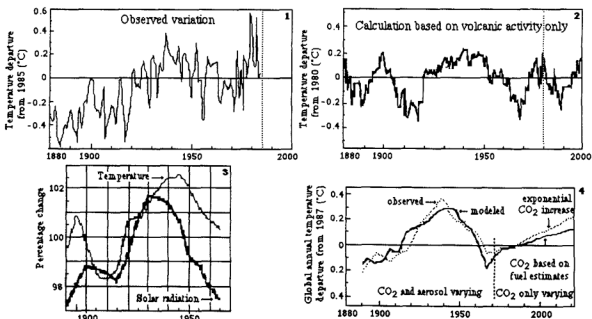 1
Observed variation
Temperature departure
from 1985 (°C)
0.6
0.4
0.2
0
-0.2
-0.4
1880
1900
1950
2000
2
Calculation based on volcanic activity only
Temperature departure
from 1980 (°C)
0.4
0.2
0
-0.2
-0.4
1880
1900
1950
2000
3
Temperature
Percentage change
102
100
98
Solar radiation
1900
1950
4
observed
modeled
exponential
CO2 increase
Global annual temperature
departure from 1987 (°C)
0.4
0.2
0
0.2
0.4
CO2 based on
fuel estimates
CO2 and aerosol varying
CO2 only varying
1880
1900
1950
2000